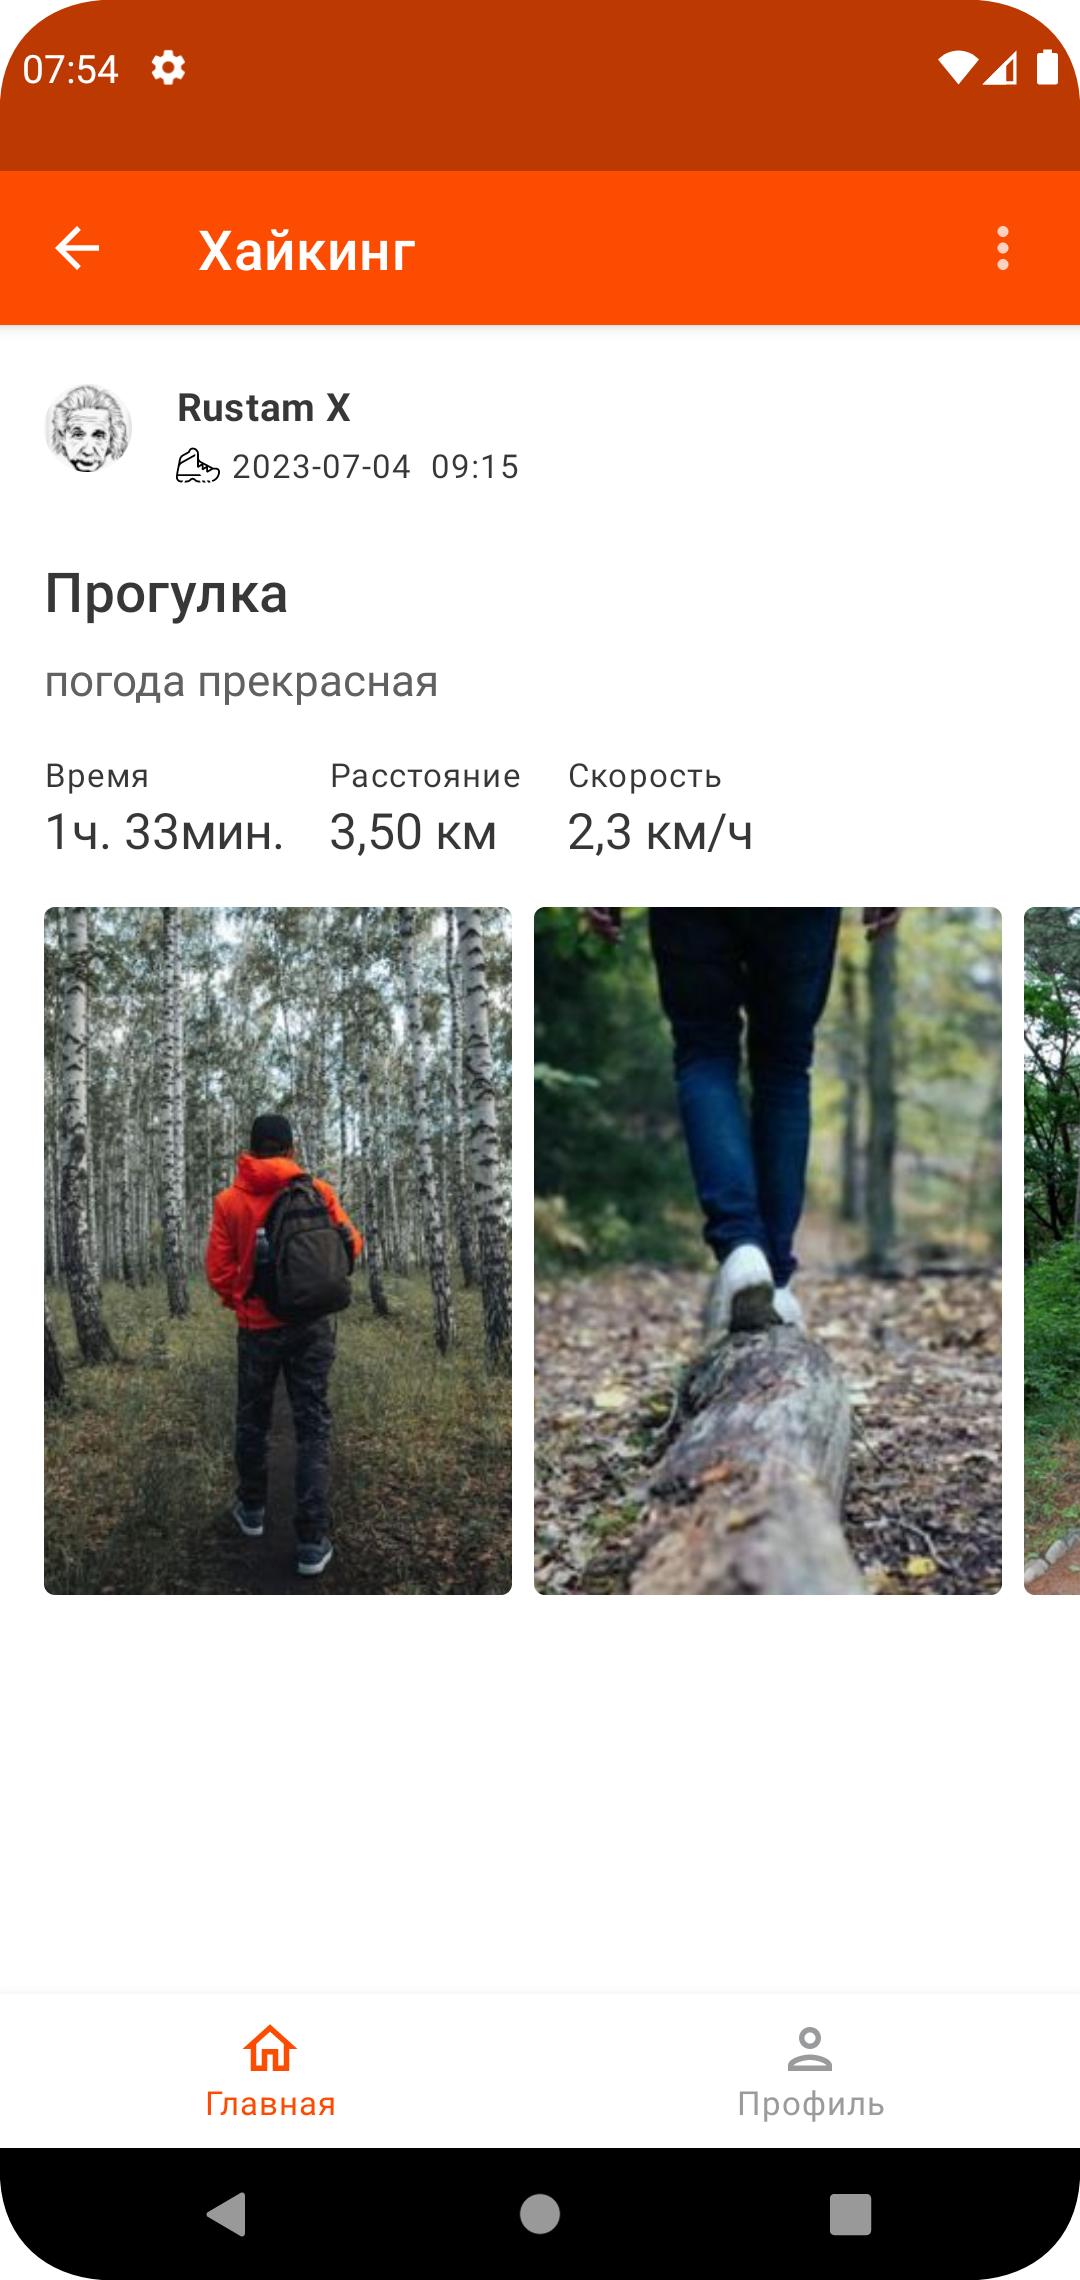 07:54
Хайкинг
Rustam X
2023-07-04 09:15
Прогулка
погода прекрасная
Время Расстояние Скорость
1ч. 33мин. 3,50 км 2,3 км/ч
Главная Профиль